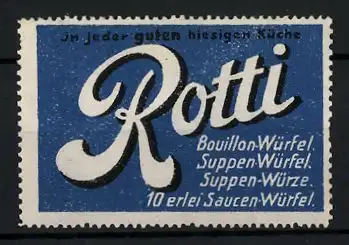 In jeder guten hiesigen Küche
Rotti
Bouillon-Würfel.
Suppen-Würfel.
Suppen-Würze.
10 erlei Saucen-Würfel.